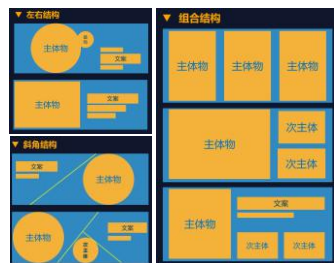 ▼ 左右结构
主体物
文案
主体物
文案
▼ 斜角结构
文案
主体物
主体物
文案
▼ 组合结构
主体物 主体物 主体物
主体物
次主体
次主体
主体物
文案
次主体 次主体